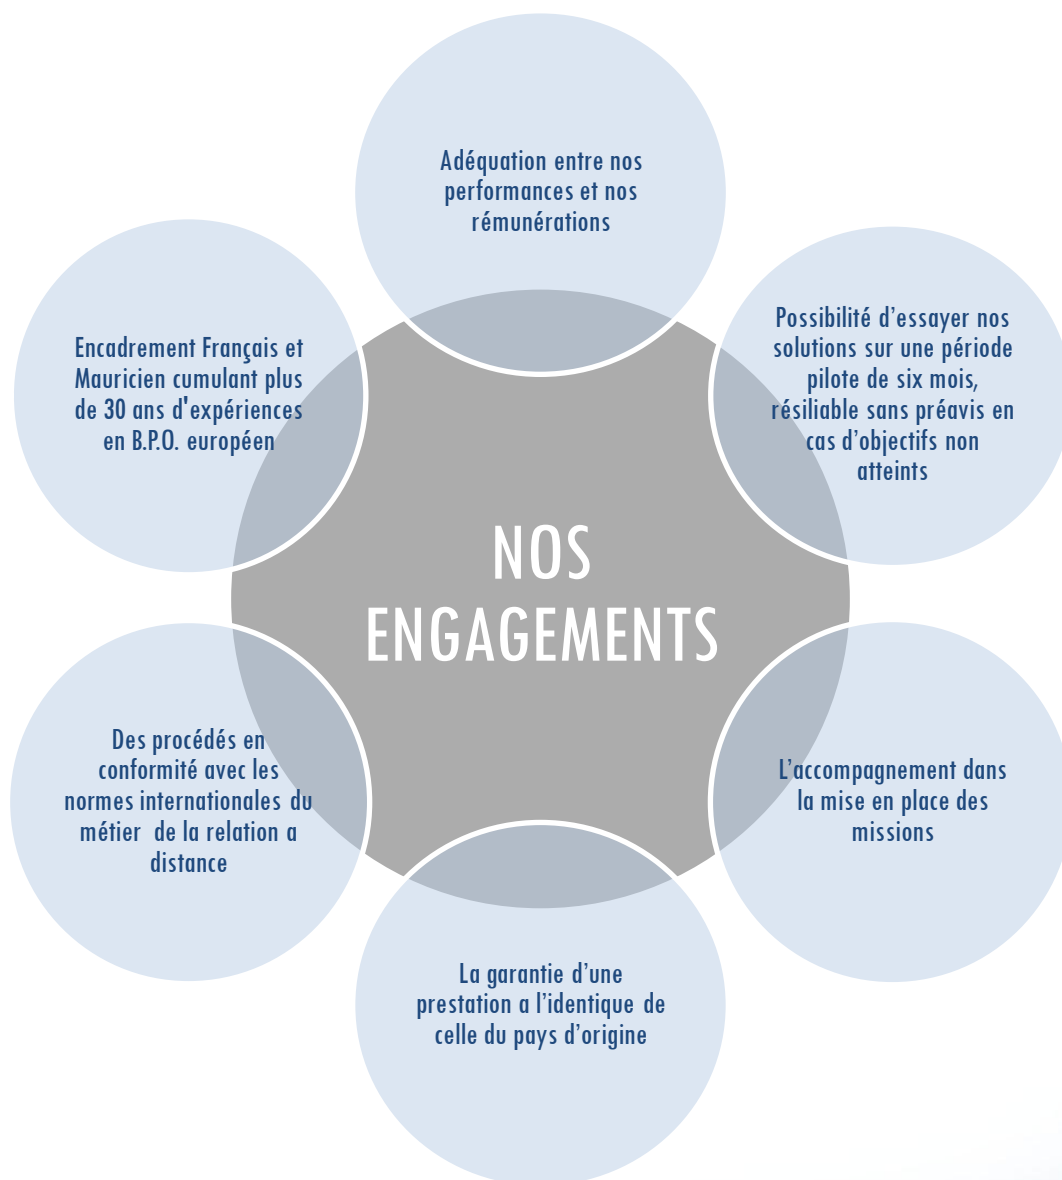 Adéquation entre nos
performances et nos
rémunérations
Possibilité d’essayer nos
solutions sur une période
pilote de six mois,
résiliable sans préavis en
cas d’objectifs non
atteints
L’accompagnement dans
la mise en place des
missions
La garantie d’une
prestation a l’identique de
celle du pays d’origine
Des procédés en
conformité avec les
normes internationales du
métier  de la relation a
distance
Encadrement Français et
Mauricien cumulant plus
de 30 ans d'expériences
en B.P.O. européen
NOS
ENGAGEMENTS